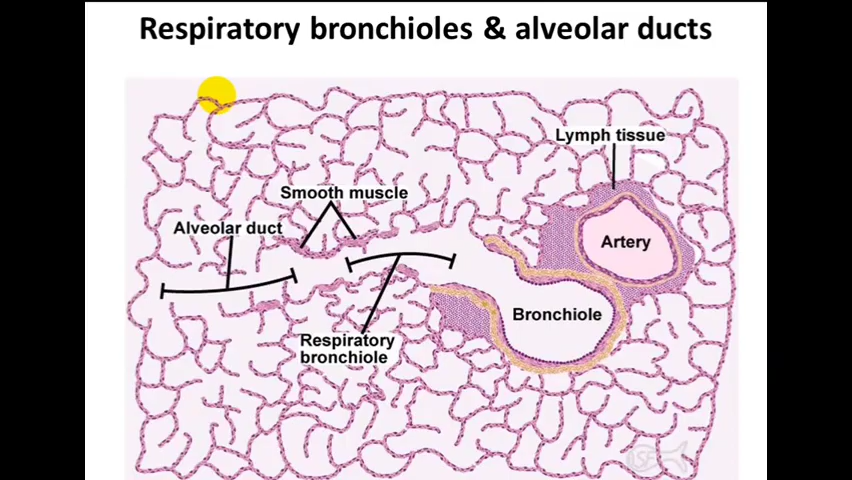 Respiratory bronchioles & alveolar ducts
Lymph tissue
Smooth muscle
Alveolar duct
Artery
Bronchiole
Respiratory
bronchiole